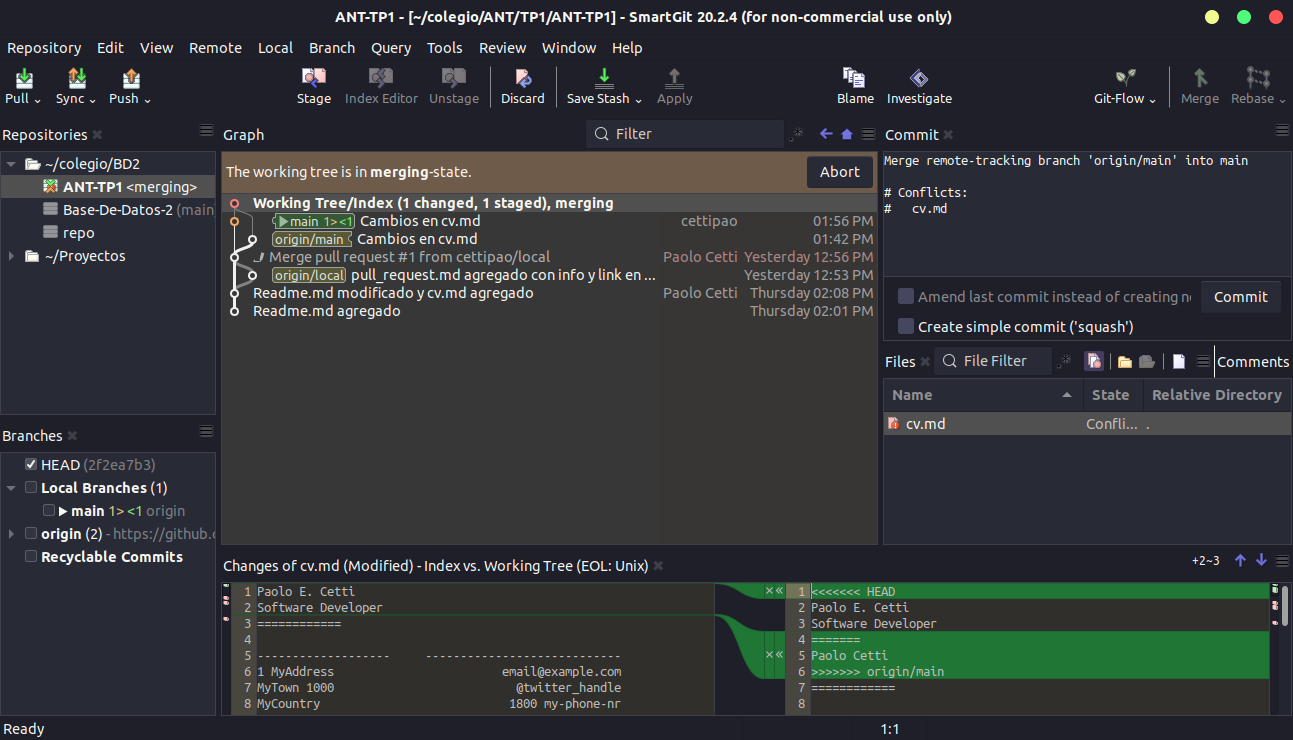 ANT-TP1 - [~/colegio/ANT/TP1/ANT-TP1] - SmartGit 20.2.4 (for non-commercial use only)
Repository Edit View Remote Local Branch Query Tools Review Window Help
Pull Sync Push Stage Index Editor Unstage Discard Save Stash Apply Blame Investigate Git-Flow Merge Rebase
Repositories
~/colegio/BD2
ANT-TP1 <merging>
Base-De-Datos-2 (main
repo
~/Proyectos
Branches
HEAD (2f2ea7b3)
Local Branches (1)
main 1> <1 origin
origin (2) - https://github.c
Recyclable Commits
Graph
Filter
The working tree is in merging-state.
Abort
Working Tree/Index (1 changed, 1 staged), merging
main 1><1 Cambios en cv.md cettipao 01:56 PM
origin/main Cambios en cv.md 01:42 PM
Merge pull request #1 from cettipao/local Paolo Cetti Yesterday 12:56 PM
origin/local pull_request.md agregado con info y link en ... Yesterday 12:53 PM
Readme.md modificado y cv.md agregado Paolo Cetti Thursday 02:08 PM
Readme.md agregado Thursday 02:01 PM
Commit
Merge remote-tracking branch 'origin/main' into main
# Conflicts:
# cv.md
Amend last commit instead of creating ne
Commit
Create simple commit ('squash')
Files
File Filter
Comments
Name State Relative Directory
cv.md Confli... .
Changes of cv.md (Modified) - Index vs. Working Tree (EOL: Unix)
+2~3
1 Paolo E. Cetti
2 Software Developer
3 ============
4
5 ------------------- ----------------------------
6 1 MyAddress email@example.com
7 MyTown 1000 @twitter_handle
8 MyCountry 1800 my-phone-nr
1 <<<<<<< HEAD
2 Paolo E. Cetti
3 Software Developer
4 =======
5 Paolo Cetti
6 >>>>>>> origin/main
7 ============
8
Ready
1:1